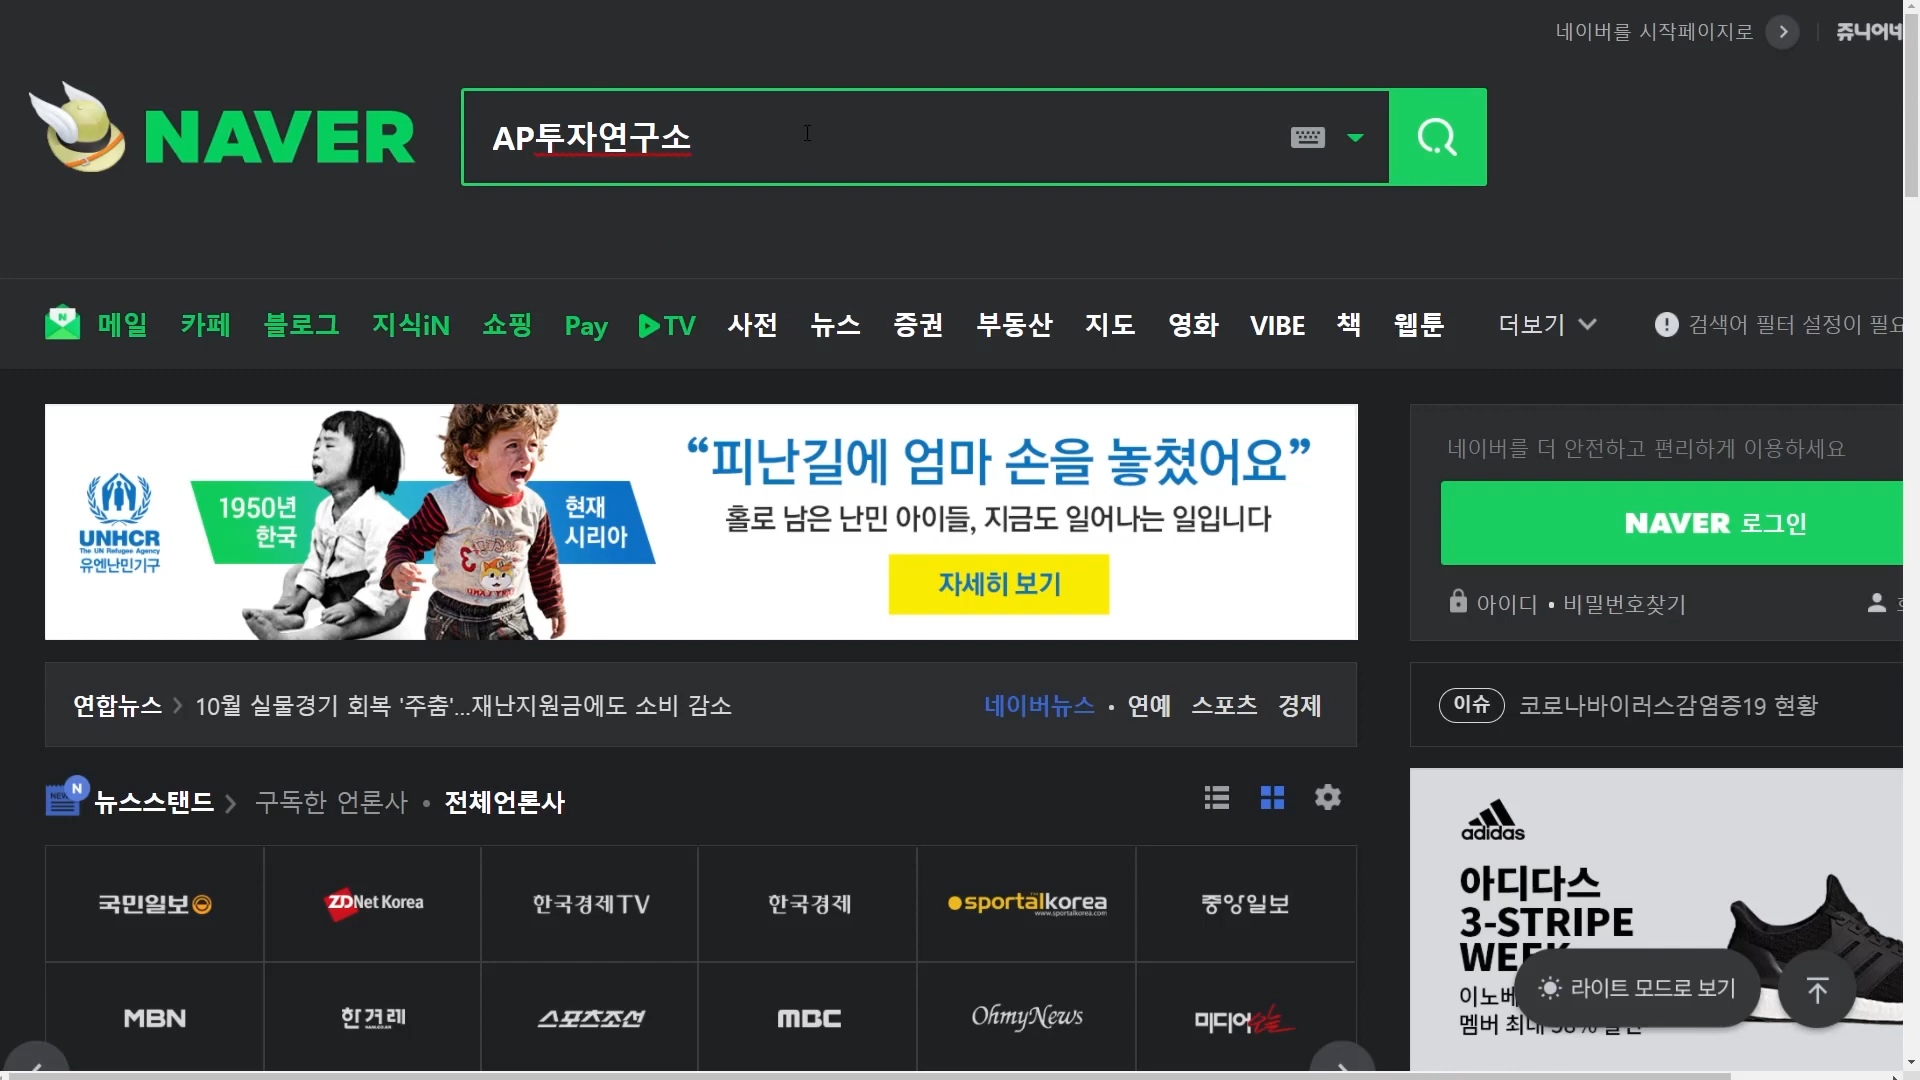 네이버를 시작페이지로
쥬니어네
NAVER
AP투자연구소
메일 카페 블로그 지식iN 쇼핑 Pay TV 사전 뉴스 증권 부동산 지도 영화 VIBE 책 웹툰 더보기
검색어 필터 설정이 필요
UNHCR
The UN Refugee Agency
유엔난민기구
1950년
한국
현재
시리아
“피난길에 엄마 손을 놓쳤어요”
홀로 남은 난민 아이들, 지금도 일어나는 일입니다
자세히 보기
네이버를 더 안전하고 편리하게 이용하세요
NAVER 로그인
아이디 • 비밀번호찾기
연합뉴스 > 10월 실물경기 회복 '주춤'...재난지원금에도 소비 감소
네이버뉴스 • 연예 스포츠 경제
이슈 코로나바이러스감염증19 현황
N
NEWS
뉴스스탠드 > 구독한 언론사 • 전체언론사
국민일보
ZDNet Korea
한국경제TV
한국경제
sportalkorea
www.sportalkorea.com
중앙일보
MBN
한겨레
스포츠조선
MBC
OhmyNews
미디어오늘
adidas
아디다스
3-STRIPE
WEEK
이노베
멤버 최대
라이트 모드로 보기